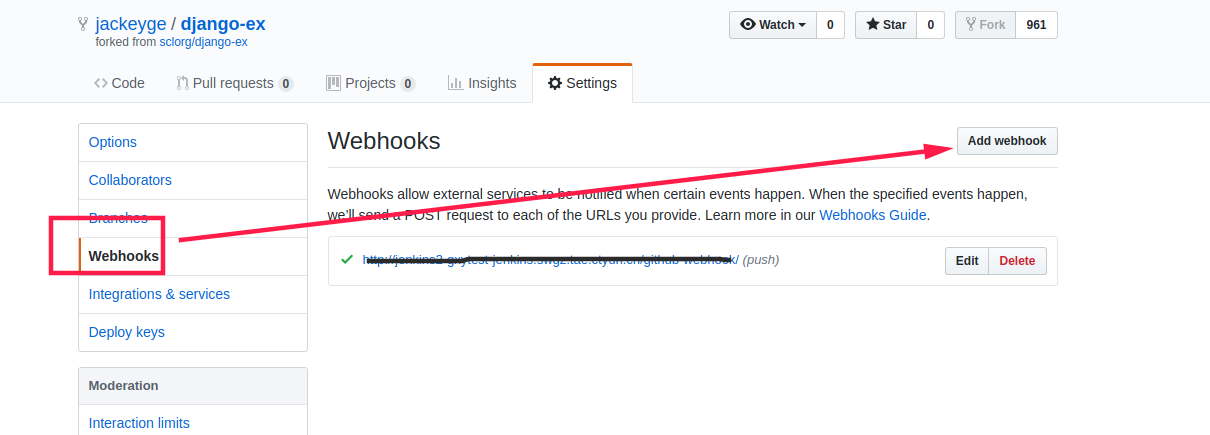 jackeyge / django-ex
Watch 0 Star 0 Fork 961
forked from sclorg/django-ex
Code Pull requests 0 Projects 0 Insights Settings
Options
Collaborators
Branches
Webhooks
Integrations & services
Deploy keys
Moderation
Interaction limits
Webhooks
Add webhook
Webhooks allow external services to be notified when certain events happen. When the specified events happen,
we'll send a POST request to each of the URLs you provide. Learn more in our Webhooks Guide.
(push)
Edit Delete